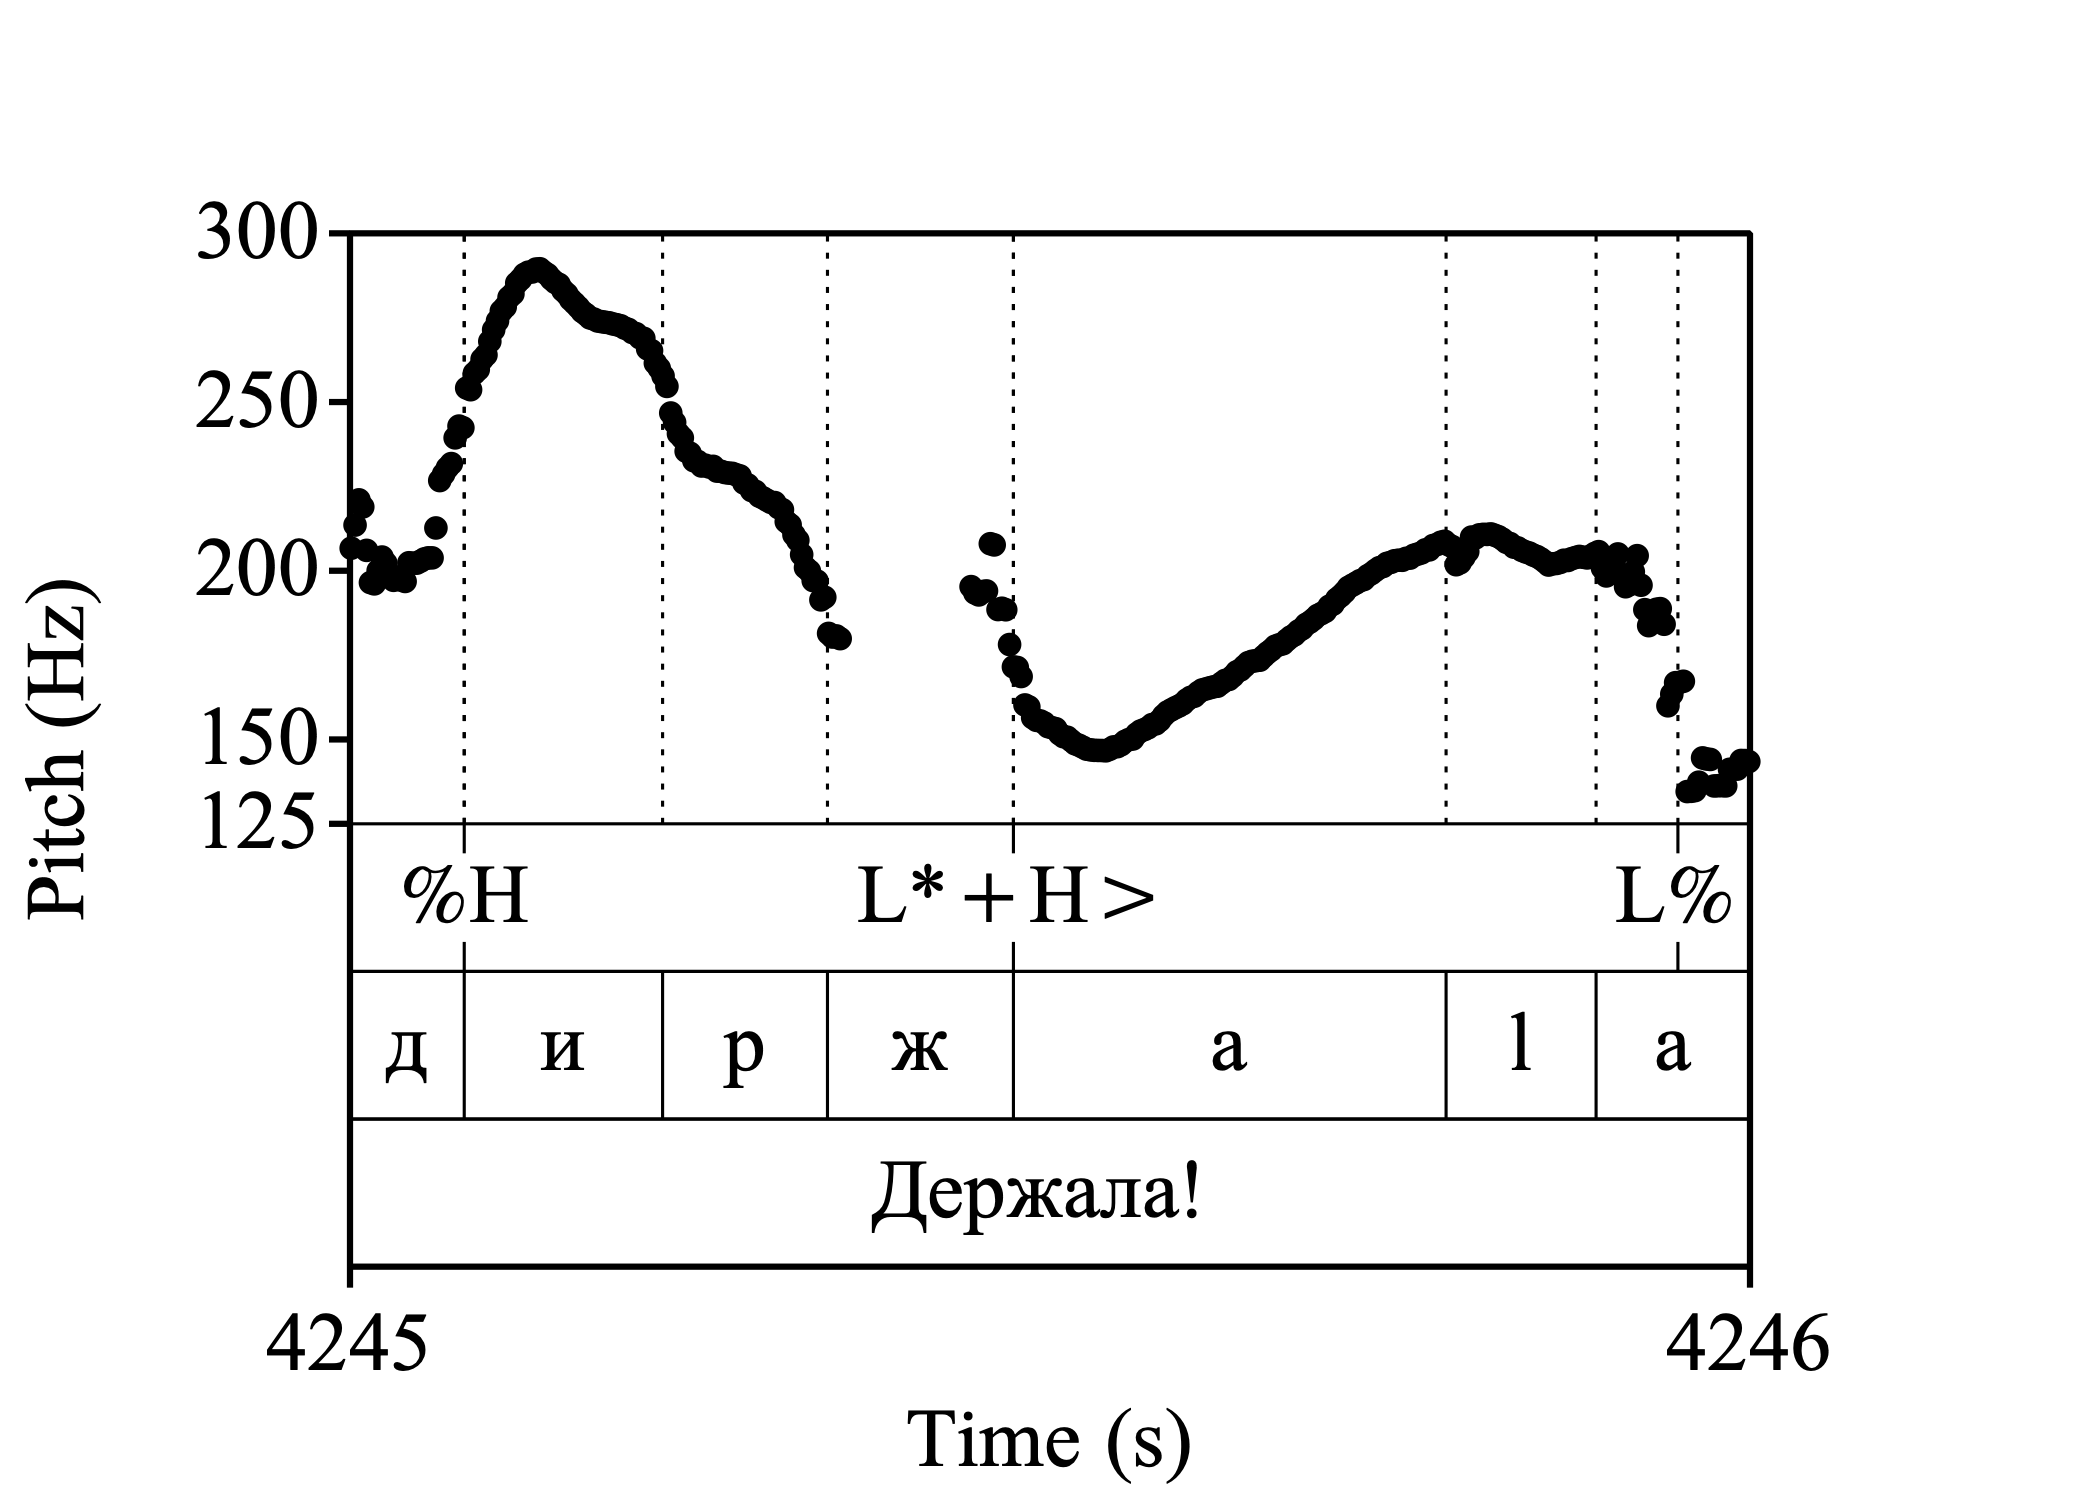 300
250
200
150
125
Pitch (Hz)
%H L*+H> L%
д и р ж а l а
Держала!
4245 4246
Time (s)